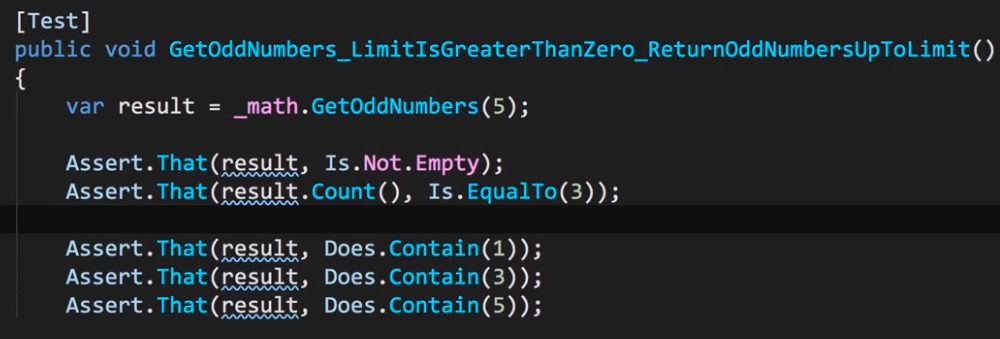 [Test]
public void GetOddNumbers_LimitIsGreaterThanZero_ReturnOddNumbersUpToLimit()
{
var result = _math.GetOddNumbers(5);
Assert.That(result, Is.Not.Empty);
Assert.That(result.Count(), Is.EqualTo(3));
Assert.That(result, Does.Contain(1));
Assert.That(result, Does.Contain(3));
Assert.That(result, Does.Contain(5));